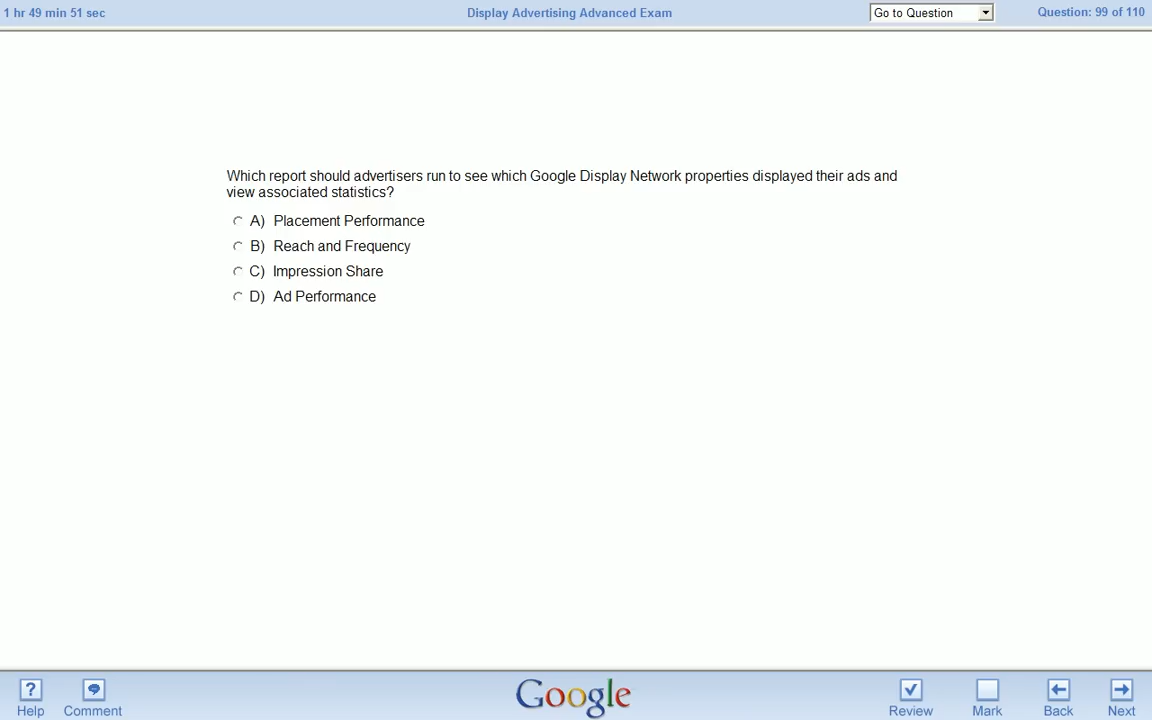 1 hr 49 min 51 sec
Display Advertising Advanced Exam
Go to Question
Question: 99 of 110
Which report should advertisers run to see which Google Display Network properties displayed their ads and
view associated statistics?
A) Placement Performance
B) Reach and Frequency
C) Impression Share
D) Ad Performance
?
Help
Comment
Google
Review
Mark
Back
Next